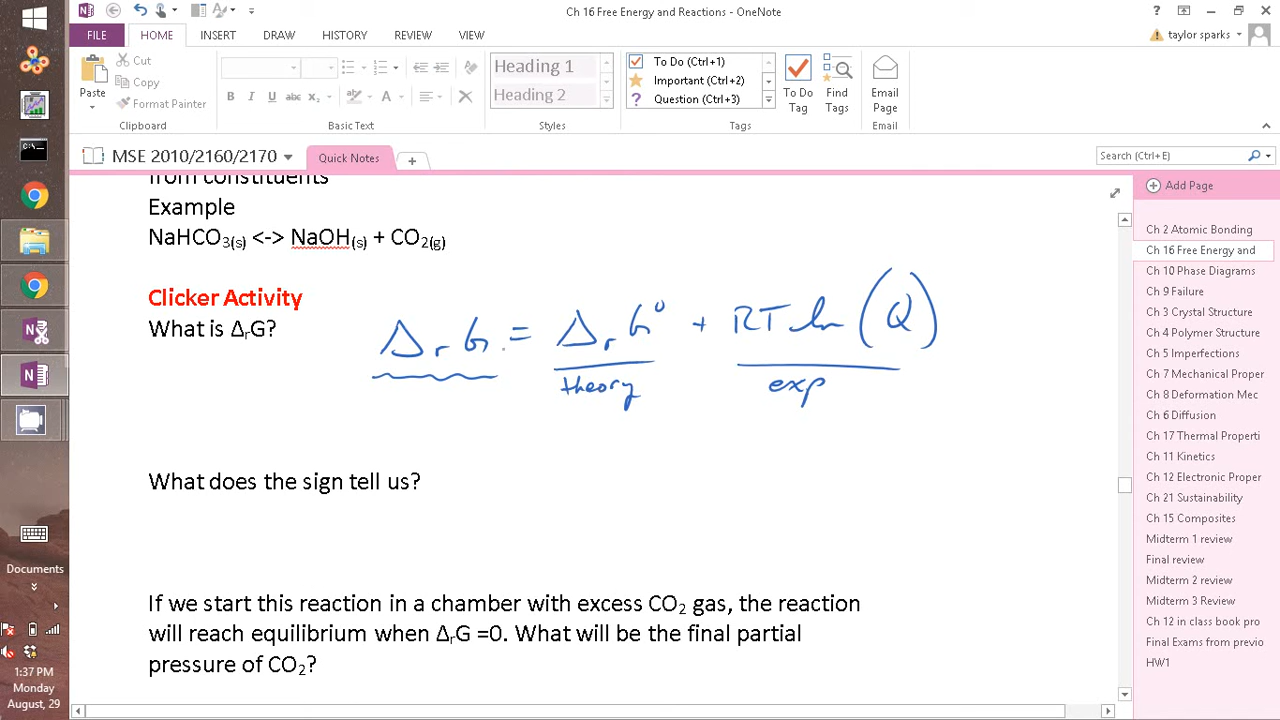 Ch 16 Free Energy and Reactions - OneNote
?
FILE HOME INSERT DRAW HISTORY REVIEW VIEW
taylor sparks
Paste
Cut
Copy
Format Painter
Clipboard
B I U abc x₂ A
Basic Text
Heading 1
Heading 2
Styles
To Do (Ctrl+1)
Important (Ctrl+2)
? Question (Ctrl+3)
To Do Tag
Find Tags
Tags
Email Page
Email
MSE 2010/2160/2170
Quick Notes
Search (Ctrl+E)
from constituents
Example
NaHCO₃(s) <-> NaOH(s) + CO₂(g)
Clicker Activity
What is ΔᵣG?
Δᵣ G = Δᵣ G⁰ + RT ln (Q)
theory exp
What does the sign tell us?
If we start this reaction in a chamber with excess CO₂ gas, the reaction
will reach equilibrium when ΔᵣG =0. What will be the final partial
pressure of CO₂?
Add Page
Ch 2 Atomic Bonding
Ch 16 Free Energy and
Ch 10 Phase Diagrams
Ch 9 Failure
Ch 3 Crystal Structure
Ch 4 Polymer Structure
Ch 5 Imperfections
Ch 7 Mechanical Proper
Ch 8 Deformation Mec
Ch 6 Diffusion
Ch 17 Thermal Properti
Ch 11 Kinetics
Ch 12 Electronic Proper
Ch 21 Sustainability
Ch 15 Composites
Midterm 1 review
Final review
Midterm 2 review
Midterm 3 Review
Ch 12 in class book pro
Final Exams from previo
HW1
Documents
1:37 PM
Monday
August, 29